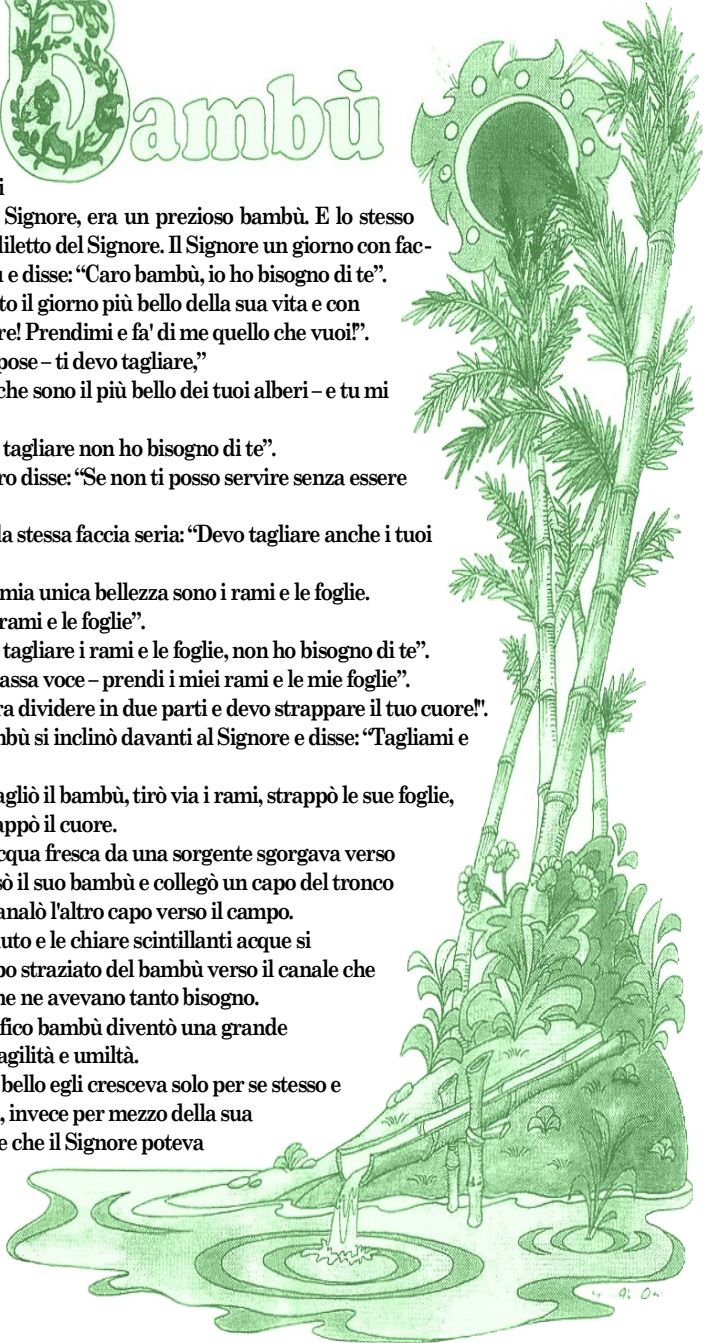 Bambù
i
Signore, era un prezioso bambù. E lo stesso
diletto del Signore. Il Signore un giorno con fac-
e disse: “Caro bambù, io ho bisogno di te”.
to il giorno più bello della sua vita e con
re! Prendimi e fa' di me quello che vuoi!”.
pose – ti devo tagliare,”
che sono il più bello dei tuoi alberi – e tu mi
tagliare non ho bisogno di te”.
ro disse: “Se non ti posso servire senza essere
la stessa faccia seria: “Devo tagliare anche i tuoi
mia unica bellezza sono i rami e le foglie.
rami e le foglie”.
tagliare i rami e le foglie, non ho bisogno di te”.
assa voce – prendi i miei rami e le mie foglie”.
ra dividere in due parti e devo strappare il tuo cuore!".
mbù si inclinò davanti al Signore e disse: “Tagliami e
agliò il bambù, tirò via i rami, strappò le sue foglie,
appò il cuore.
cqua fresca da una sorgente sgorgava verso
sò il suo bambù e collegò un capo del tronco
analò l'altro capo verso il campo.
uto e le chiare scintillanti acque si
po straziato del bambù verso il canale che
he ne avevano tanto bisogno.
fico bambù diventò una grande
agilità e umiltà.
bello egli cresceva solo per se stesso e
, invece per mezzo della sua
e che il Signore poteva